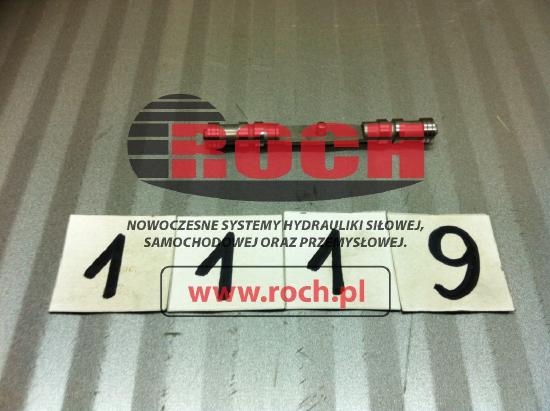 ROCH
NOWOCZESNE SYSTEMY HYDRAULIKI SIŁOWEJ,
SAMOCHODOWEJ ORAZ PRZEMYSŁOWEJ.
1 1 1 9
www.roch.pl